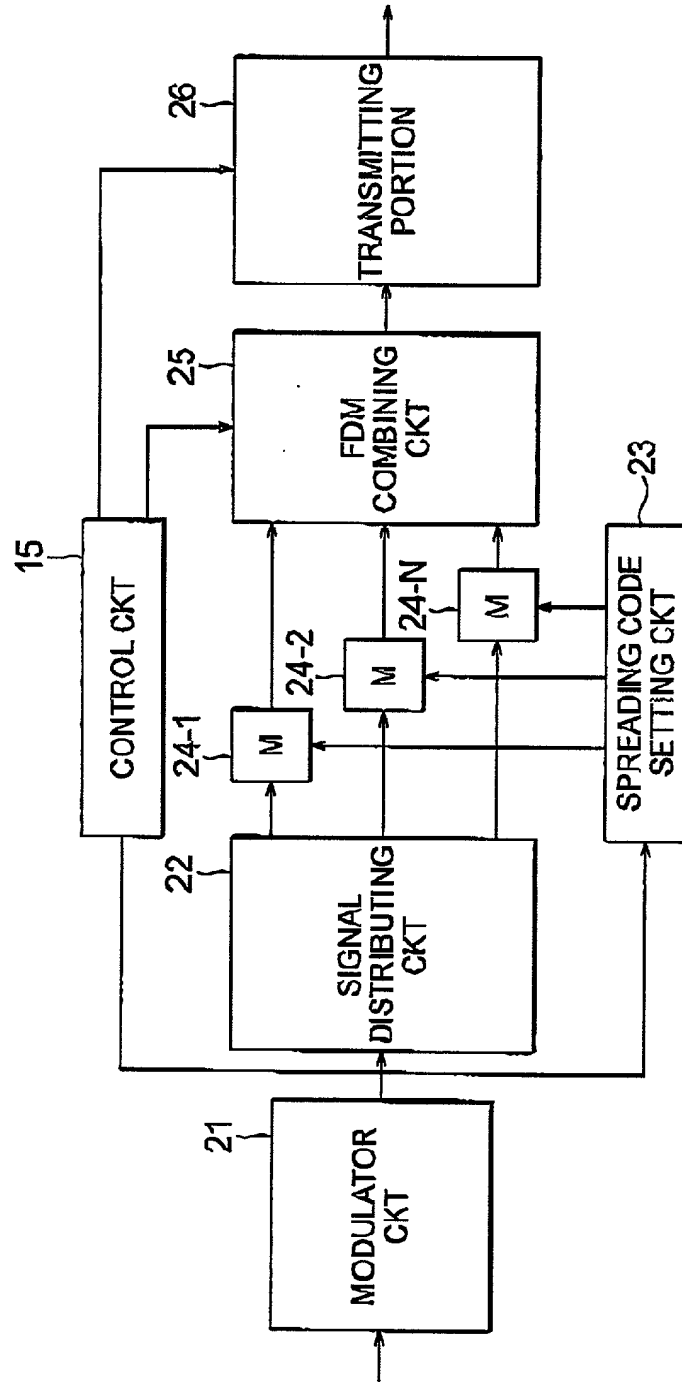 21
MODULATOR
CKT
22
SIGNAL
DISTRIBUTING
CKT
15
CONTROL CKT
24-1
M
24-2
M
24-N
M
23
SPREADING CODE
SETTING CKT
25
FDM
COMBINING
CKT
26
TRANSMITTING
PORTION